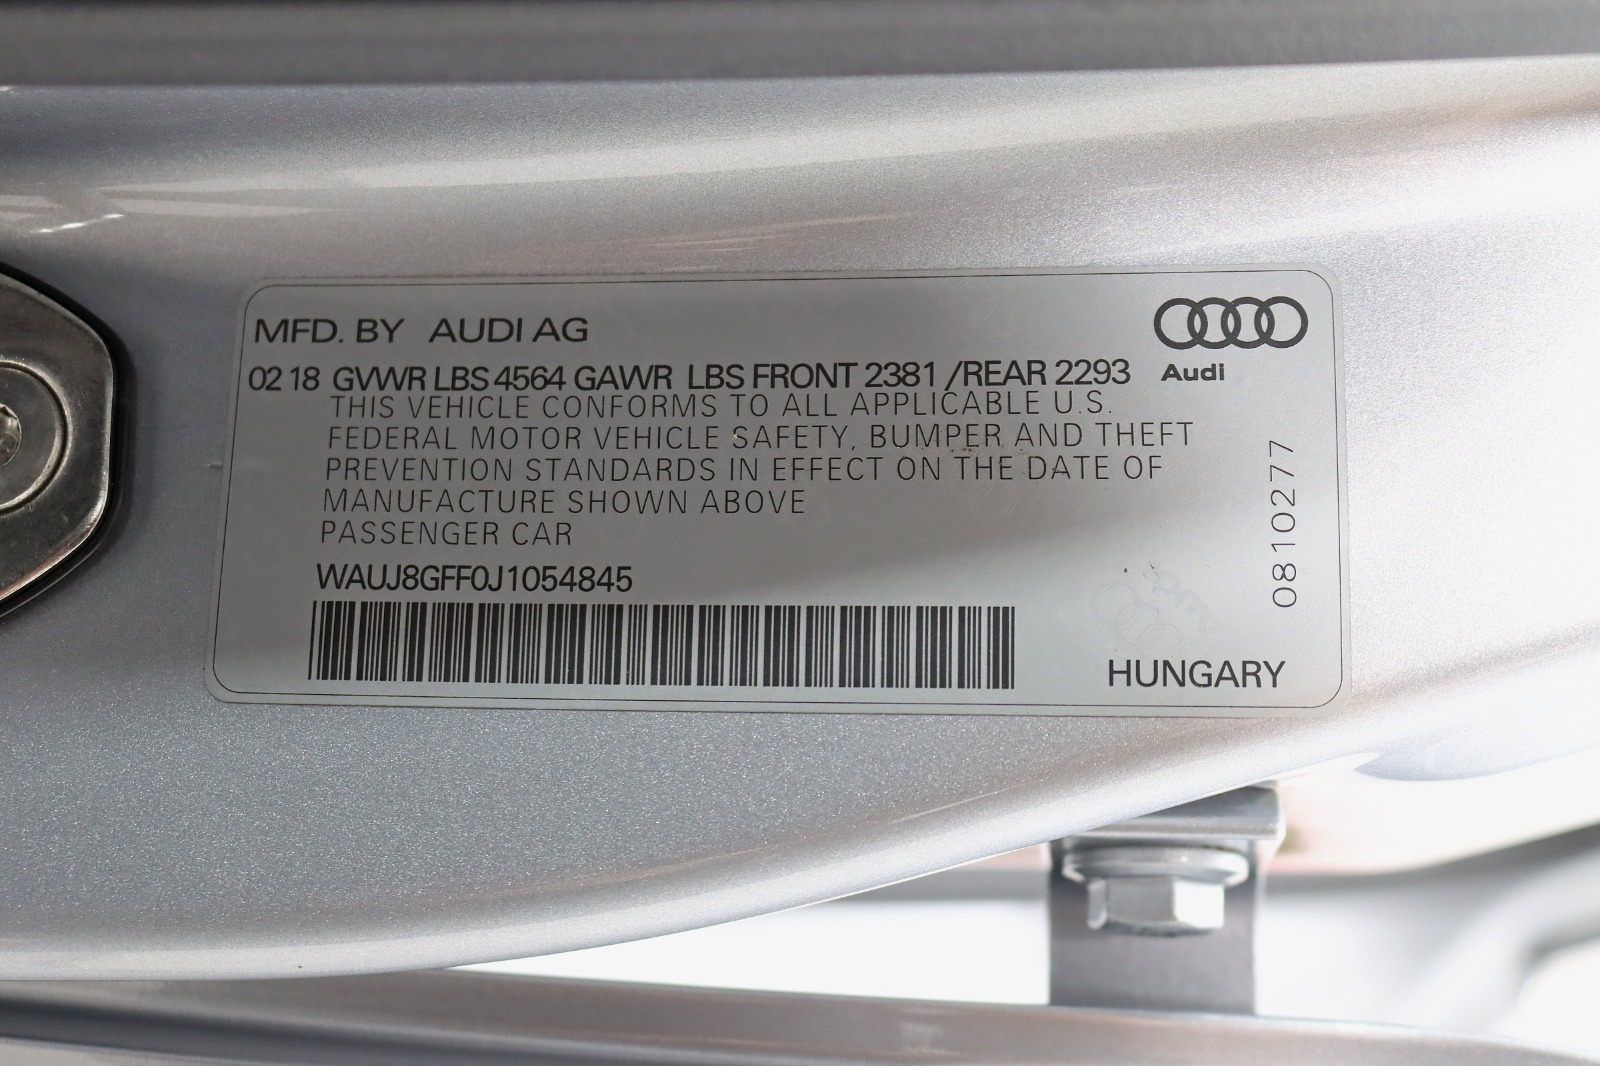 MFD. BY AUDI AG
02 18 GVWR LBS 4564 GAWR LBS FRONT 2381 /REAR 2293
Audi
THIS VEHICLE CONFORMS TO ALL APPLICABLE U.S.
FEDERAL MOTOR VEHICLE SAFETY, BUMPER AND THEFT
PREVENTION STANDARDS IN EFFECT ON THE DATE OF
MANUFACTURE SHOWN ABOVE
PASSENGER CAR
WAUJ8GFF0J1054845
0810277
HUNGARY